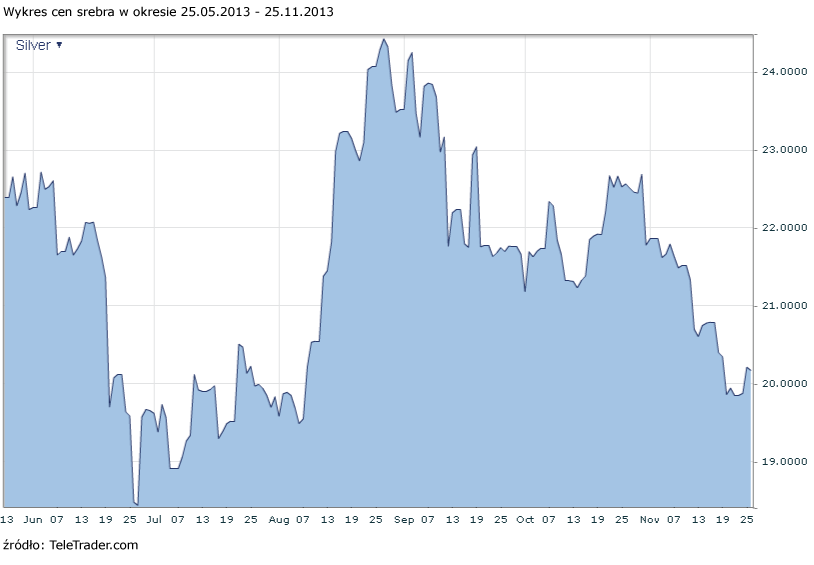 Wykres cen srebra w okresie 25.05.2013 - 25.11.2013
Silver ▼
24.0000
23.0000
22.0000
21.0000
20.0000
19.0000
13 Jun 07 13 19 25 Jul 07 13 19 25 Aug 07 13 19 25 Sep 07 13 19 25 Oct 07 13 19 25 Nov 07 13 19 25
źródło: TeleTrader.com